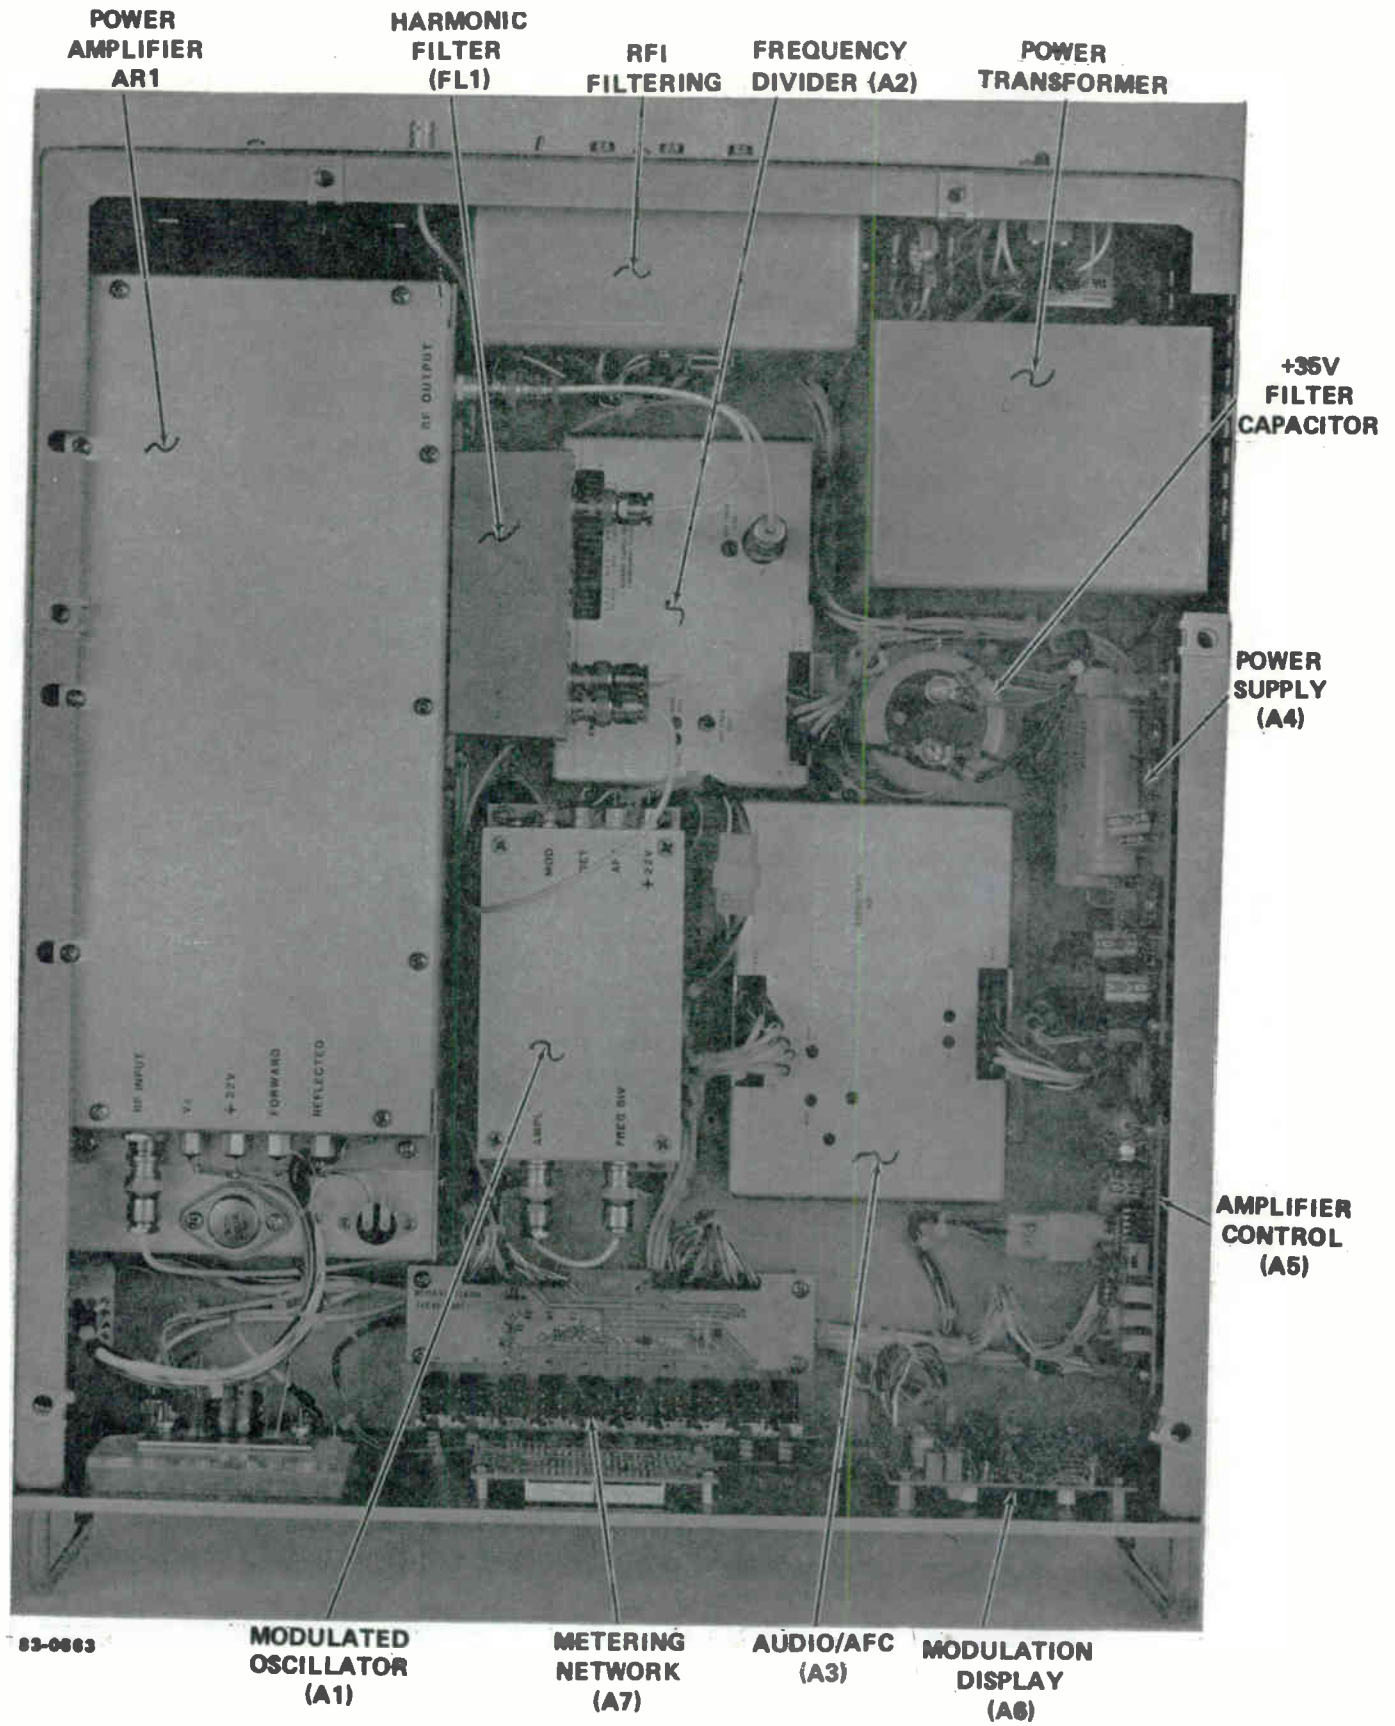 POWER
AMPLIFIER
AR1
HARMONIC
FILTER
(FL1)
RFI
FILTERING
FREQUENCY
DIVIDER (A2)
POWER
TRANSFORMER
+35V
FILTER
CAPACITOR
RF OUTPUT
POWER
SUPPLY
(A4)
MOD
+22V
RF INPUT
+22V
FORWARD
REFLECTED
AMPL
FREQ DIV
AMPLIFIER
CONTROL
(A5)
83-0863
MODULATED
OSCILLATOR
(A1)
METERING
NETWORK
(A7)
AUDIO/AFC
(A3)
MODULATION
DISPLAY
(A6)